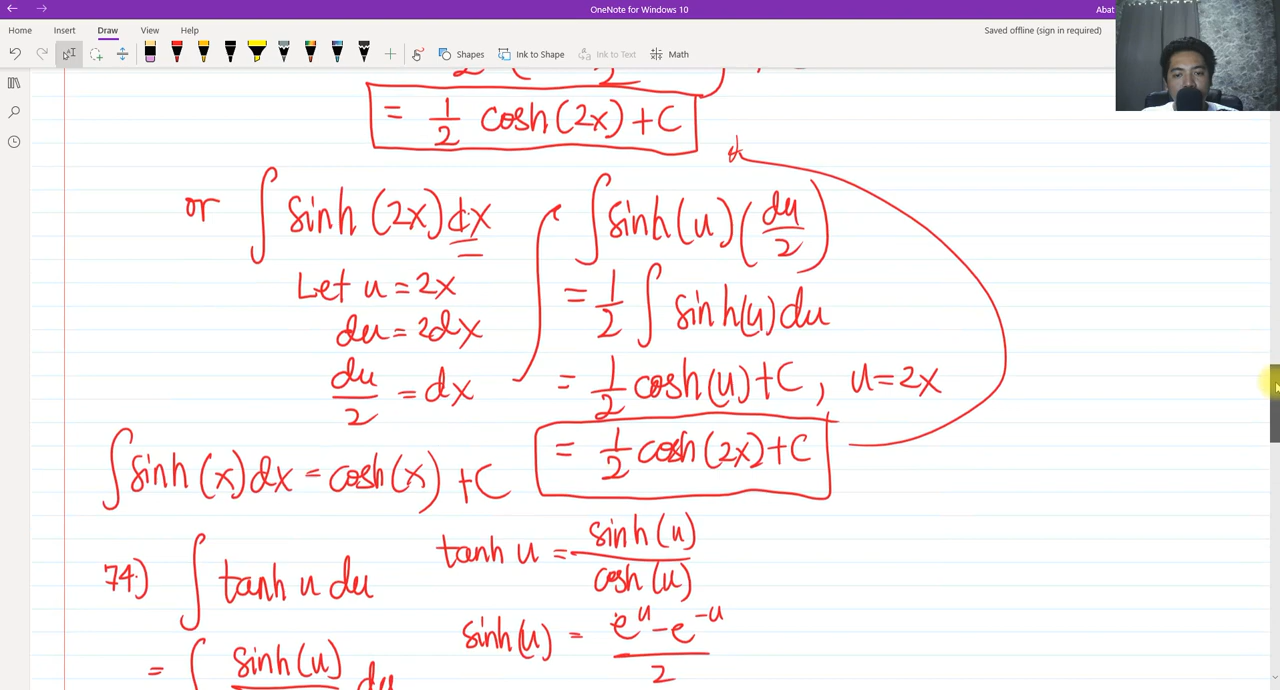 OneNote for Windows 10
Abat
Home Insert Draw View Help
Saved offline (sign in required)
Shapes Ink to Shape Ink to Text Math
= 1/2 cosh(2x) + C
or ∫ sinh(2x) dx
Let u = 2x
du = 2dx
du/2 = dx
∫ sinh(u) (du/2)
= 1/2 ∫ sinh(u) du
= 1/2 cosh(u) + C, u = 2x
= 1/2 cosh(2x) + C
∫ sinh(x) dx = cosh(x) + C
74.) ∫ tanh u du
= ∫ sinh(u) du
tanh u = sinh(u)/cosh(u)
sinh(u) = (e^u - e^-u)/2